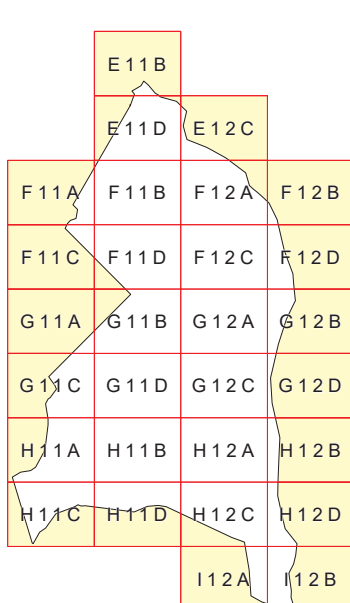 E11B
E11D E12C
F11A F11B F12A F12B
F11C F11D F12C F12D
G11A G11B G12A G12B
G11C G11D G12C G12D
H11A H11B H12A H12B
H11C H11D H12C H12D
I12A I12B